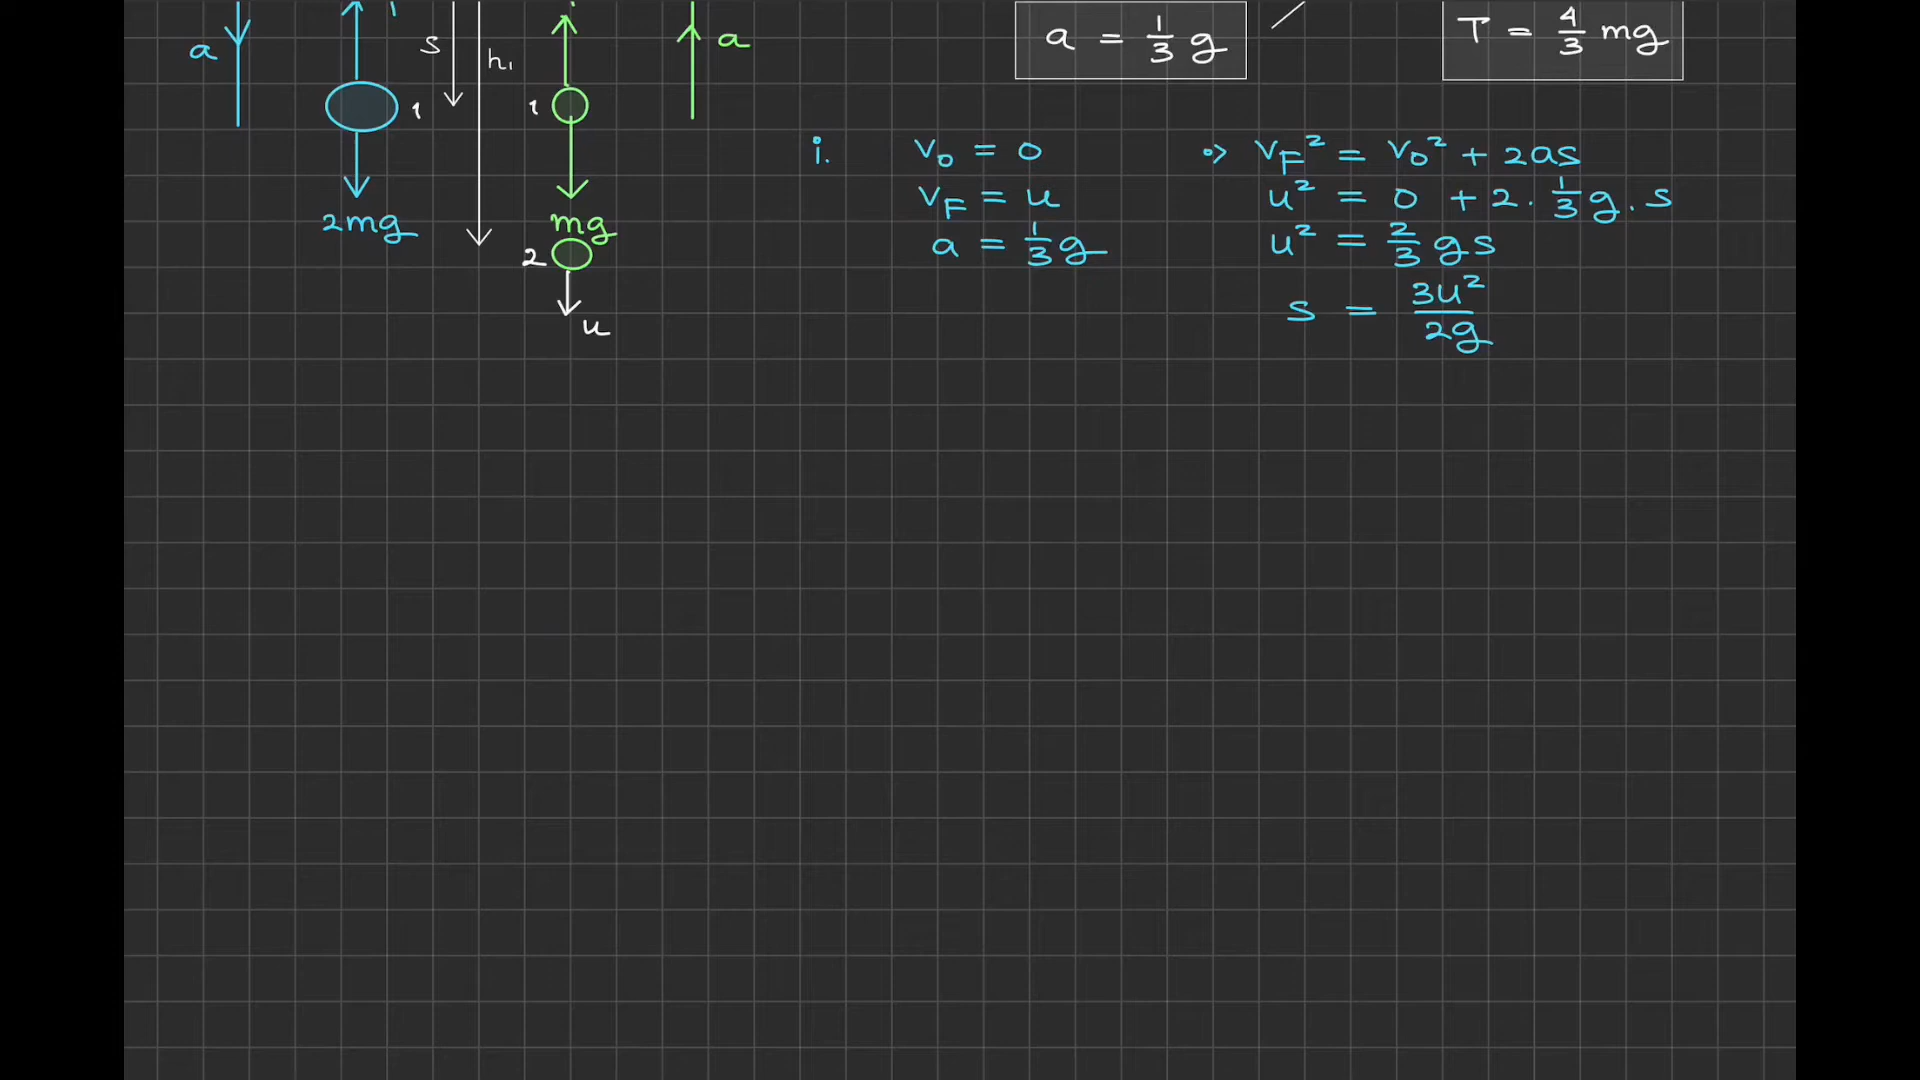 a
s
h₁
a
a = 1/3 g
T = 4/3 mg
1
1
2mg
mg
2
u
i.
v₀ = 0
v_F = u
a = 1/3 g
v_F² = v₀² + 2as
u² = 0 + 2 . 1/3 g . s
u² = 2/3 gs
s = 3u²/2g